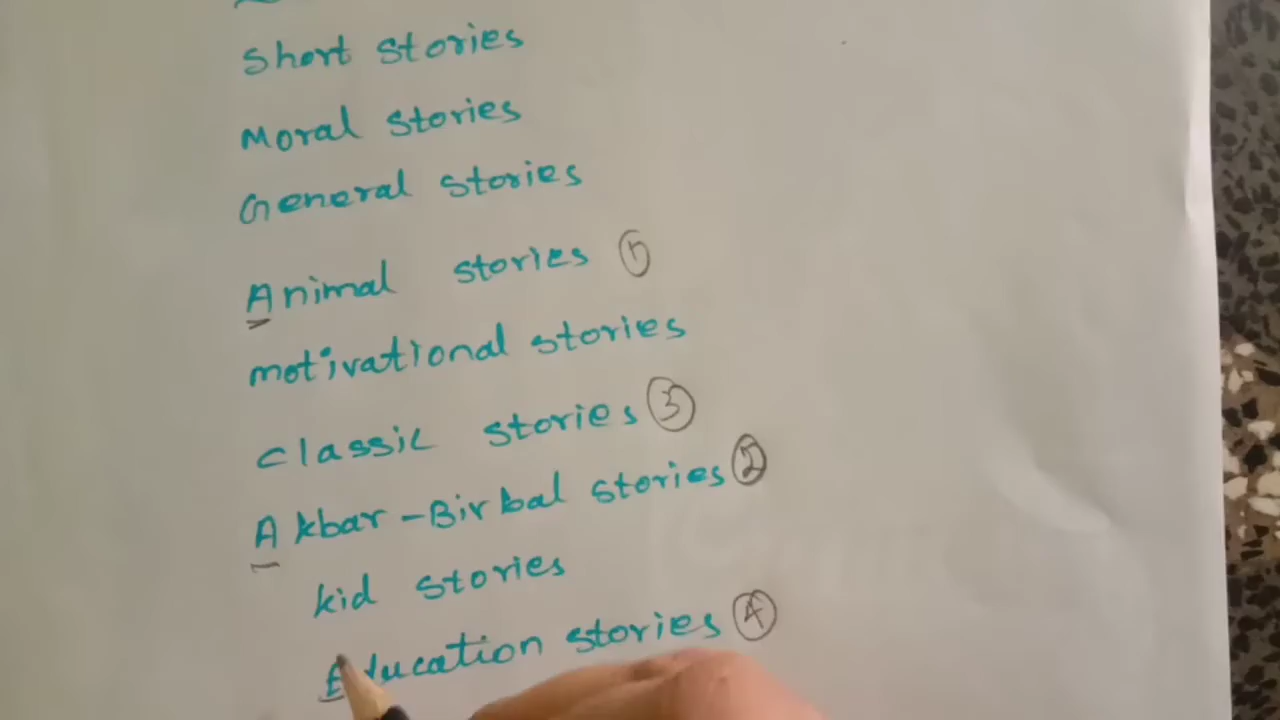 Short stories
Moral stories
General stories
Animal stories ①
motivational stories
classic stories ③
Akbar-Birbal stories ②
kid stories
Education stories ④